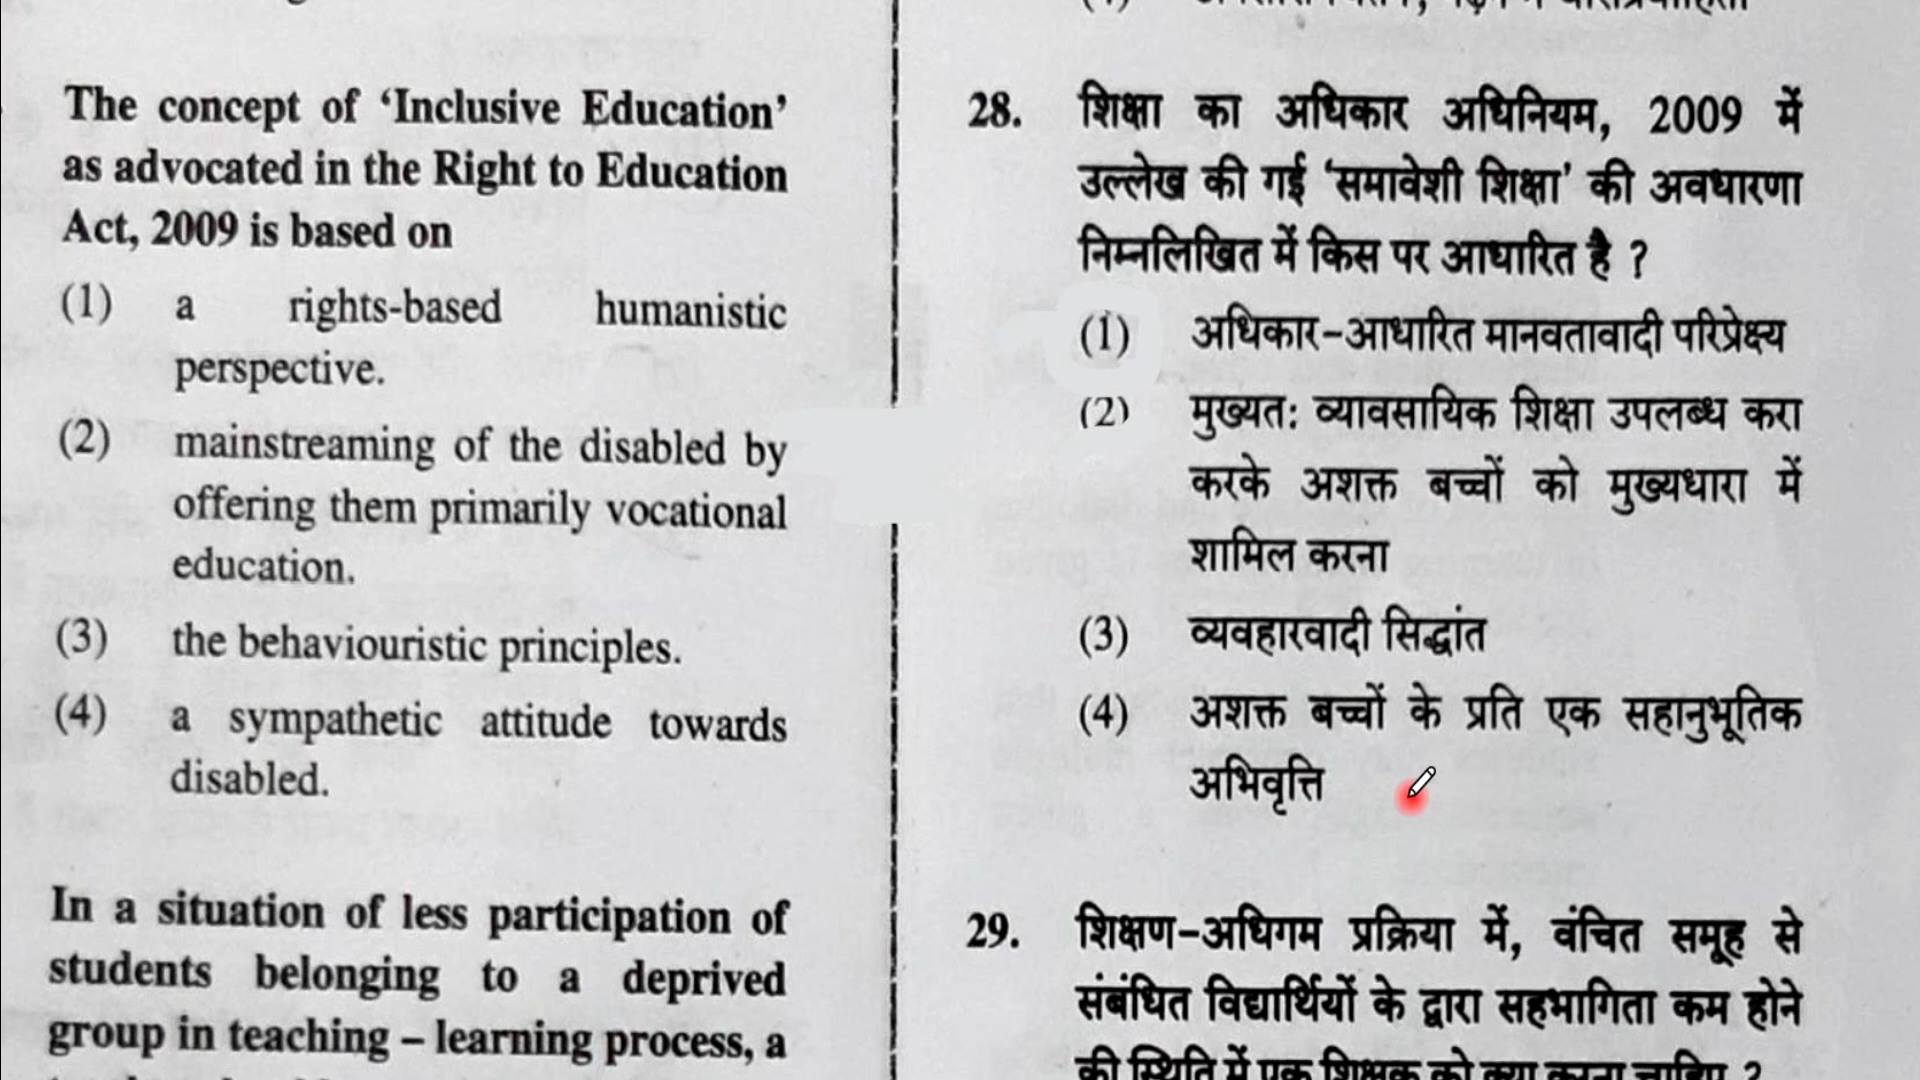 The concept of ‘Inclusive Education’
as advocated in the Right to Education
Act, 2009 is based on
(1) a rights-based humanistic
perspective.
(2) mainstreaming of the disabled by
offering them primarily vocational
education.
(3) the behaviouristic principles.
(4) a sympathetic attitude towards
disabled.
In a situation of less participation of
students belonging to a deprived
group in teaching – learning process, a
28. शिक्षा का अधिकार अधिनियम, 2009 में
उल्लेख की गई ‘समावेशी शिक्षा’ की अवधारणा
निम्नलिखित में किस पर आधारित है ?
(1) अधिकार-आधारित मानवतावादी परिप्रेक्ष्य
(2) मुख्यतः व्यावसायिक शिक्षा उपलब्ध करा
करके अशक्त बच्चों को मुख्यधारा में
शामिल करना
(3) व्यवहारवादी सिद्धांत
(4) अशक्त बच्चों के प्रति एक सहानुभूतिक
अभिवृत्ति
29. शिक्षण-अधिगम प्रक्रिया में, वंचित समूह से
संबंधित विद्यार्थियों के द्वारा सहभागिता कम होने
की स्थिति में एक शिक्षक को क्या करना चाहिए ?